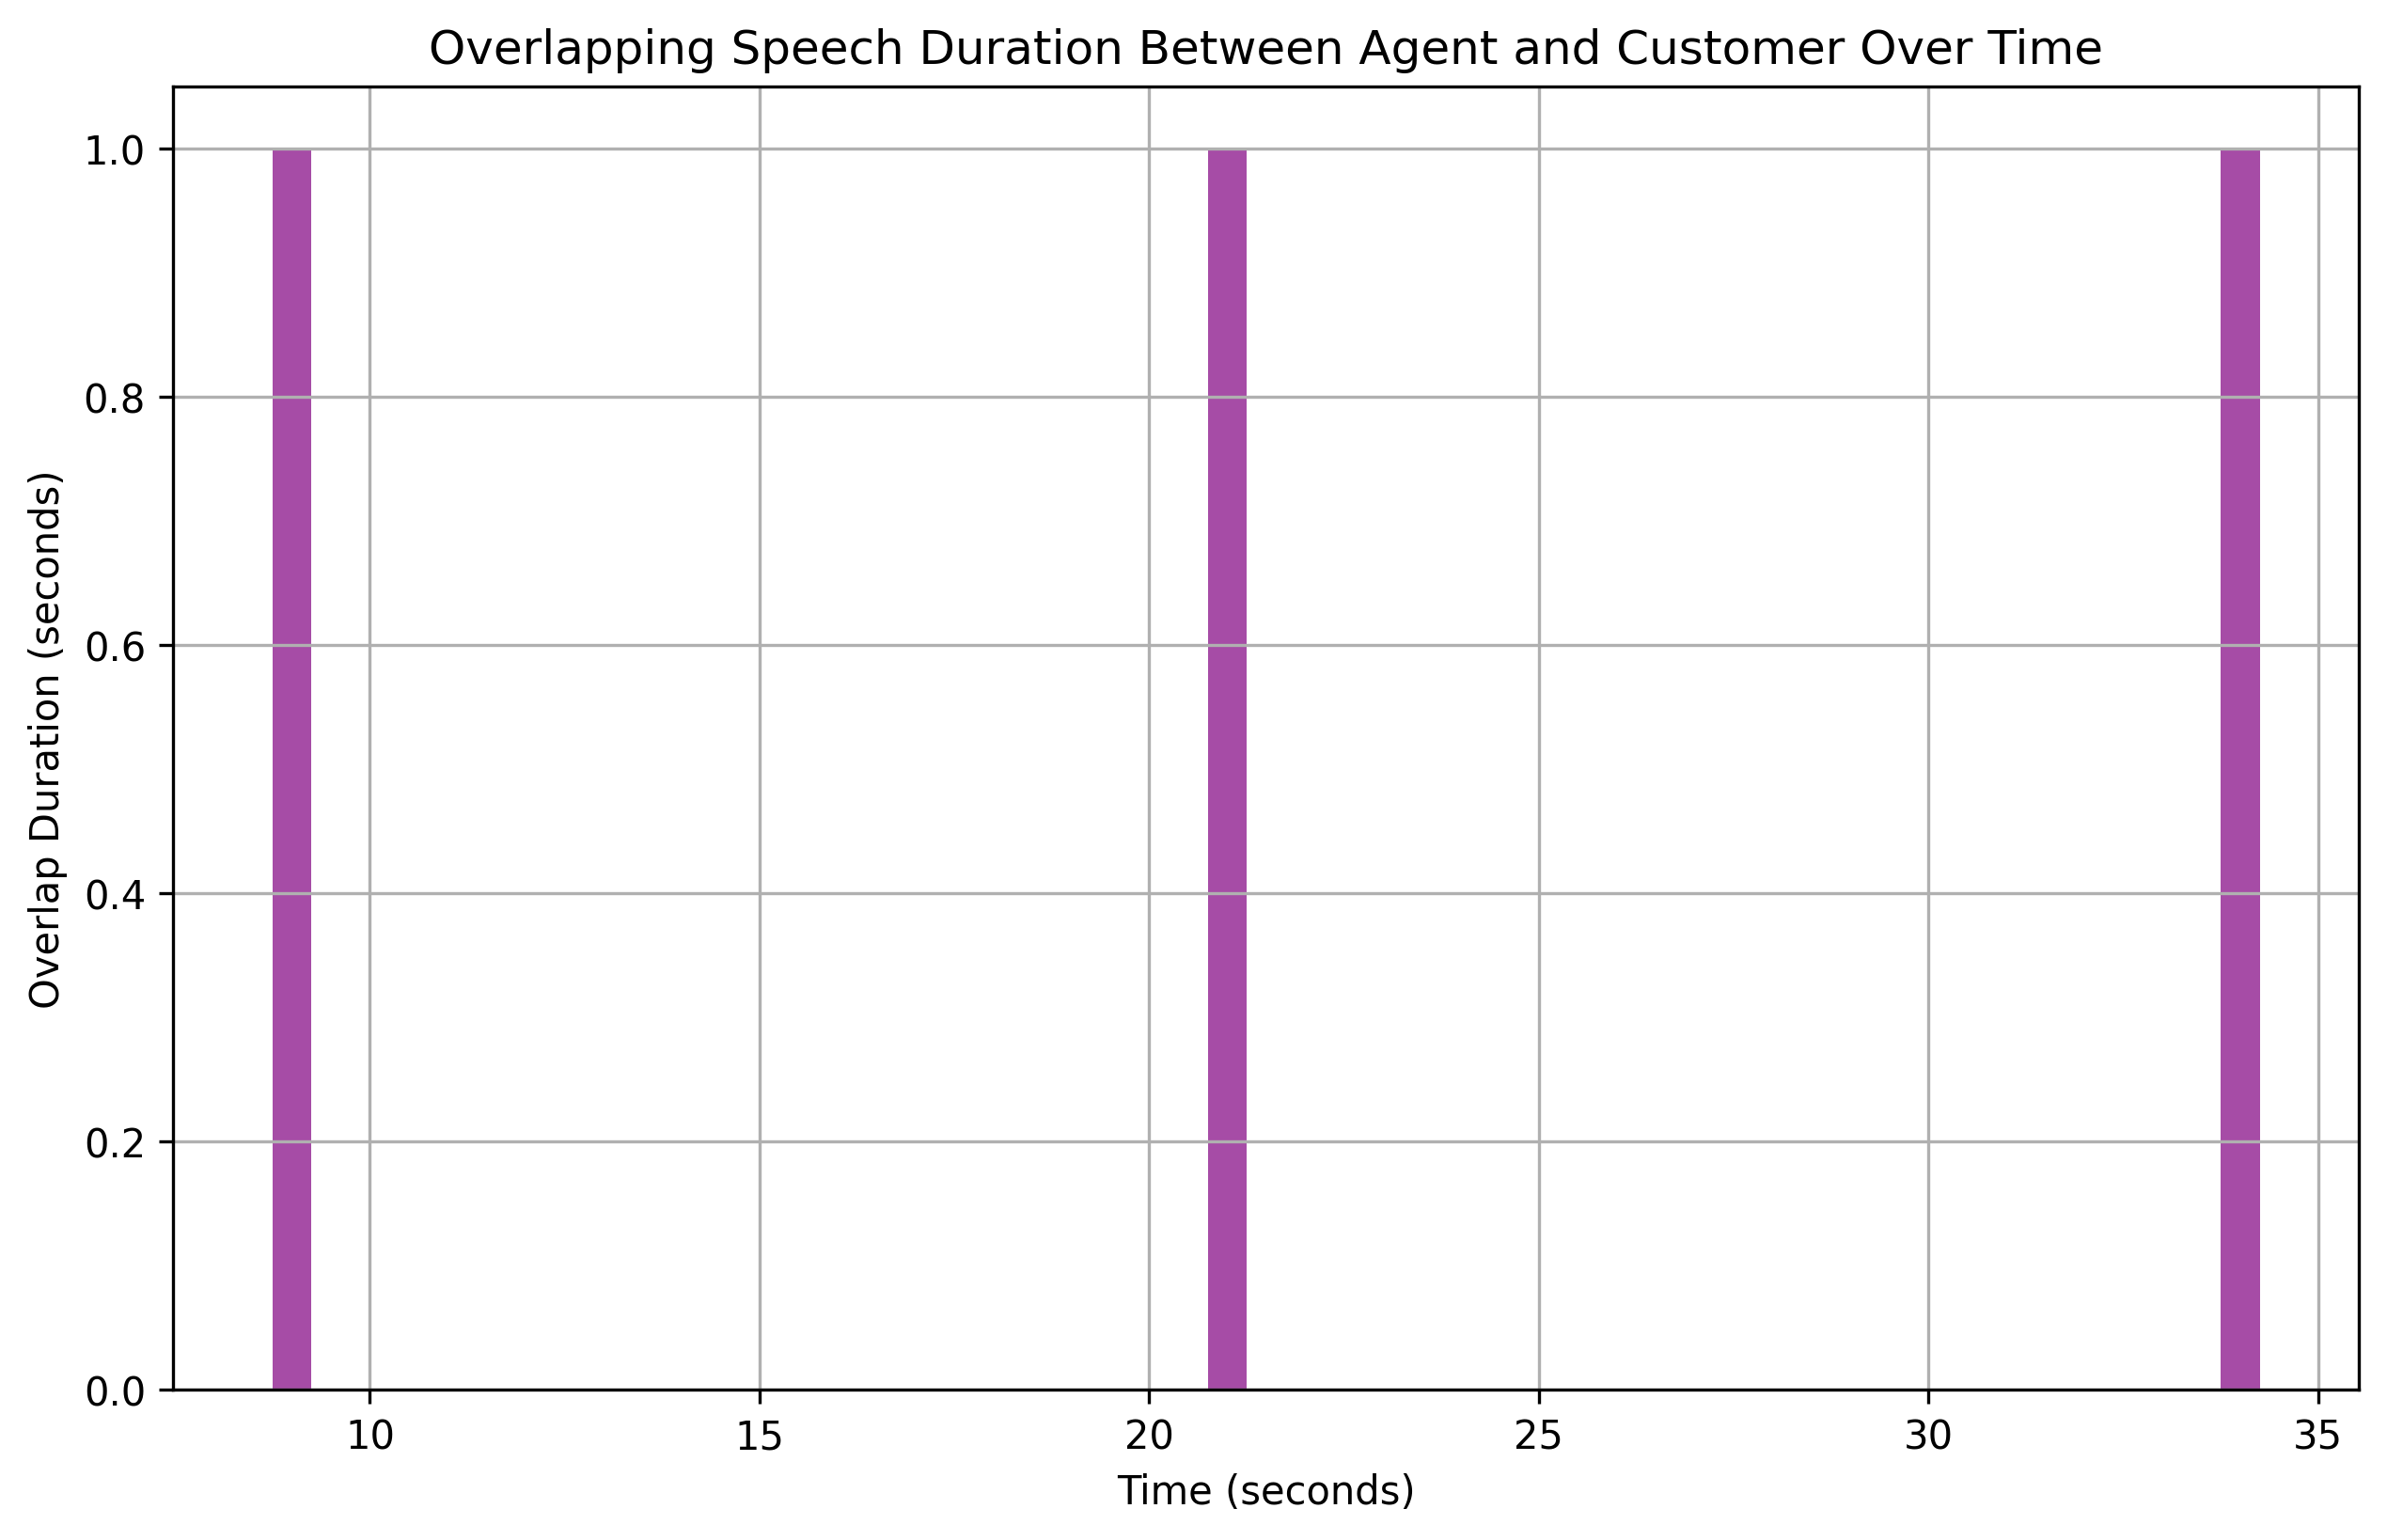 Overlapping Speech Duration Between Agent and Customer Over Time
1.0
0.8
0.6
0.4
0.2
0.0
Overlap Duration (seconds)
10 15 20 25 30 35
Time (seconds)